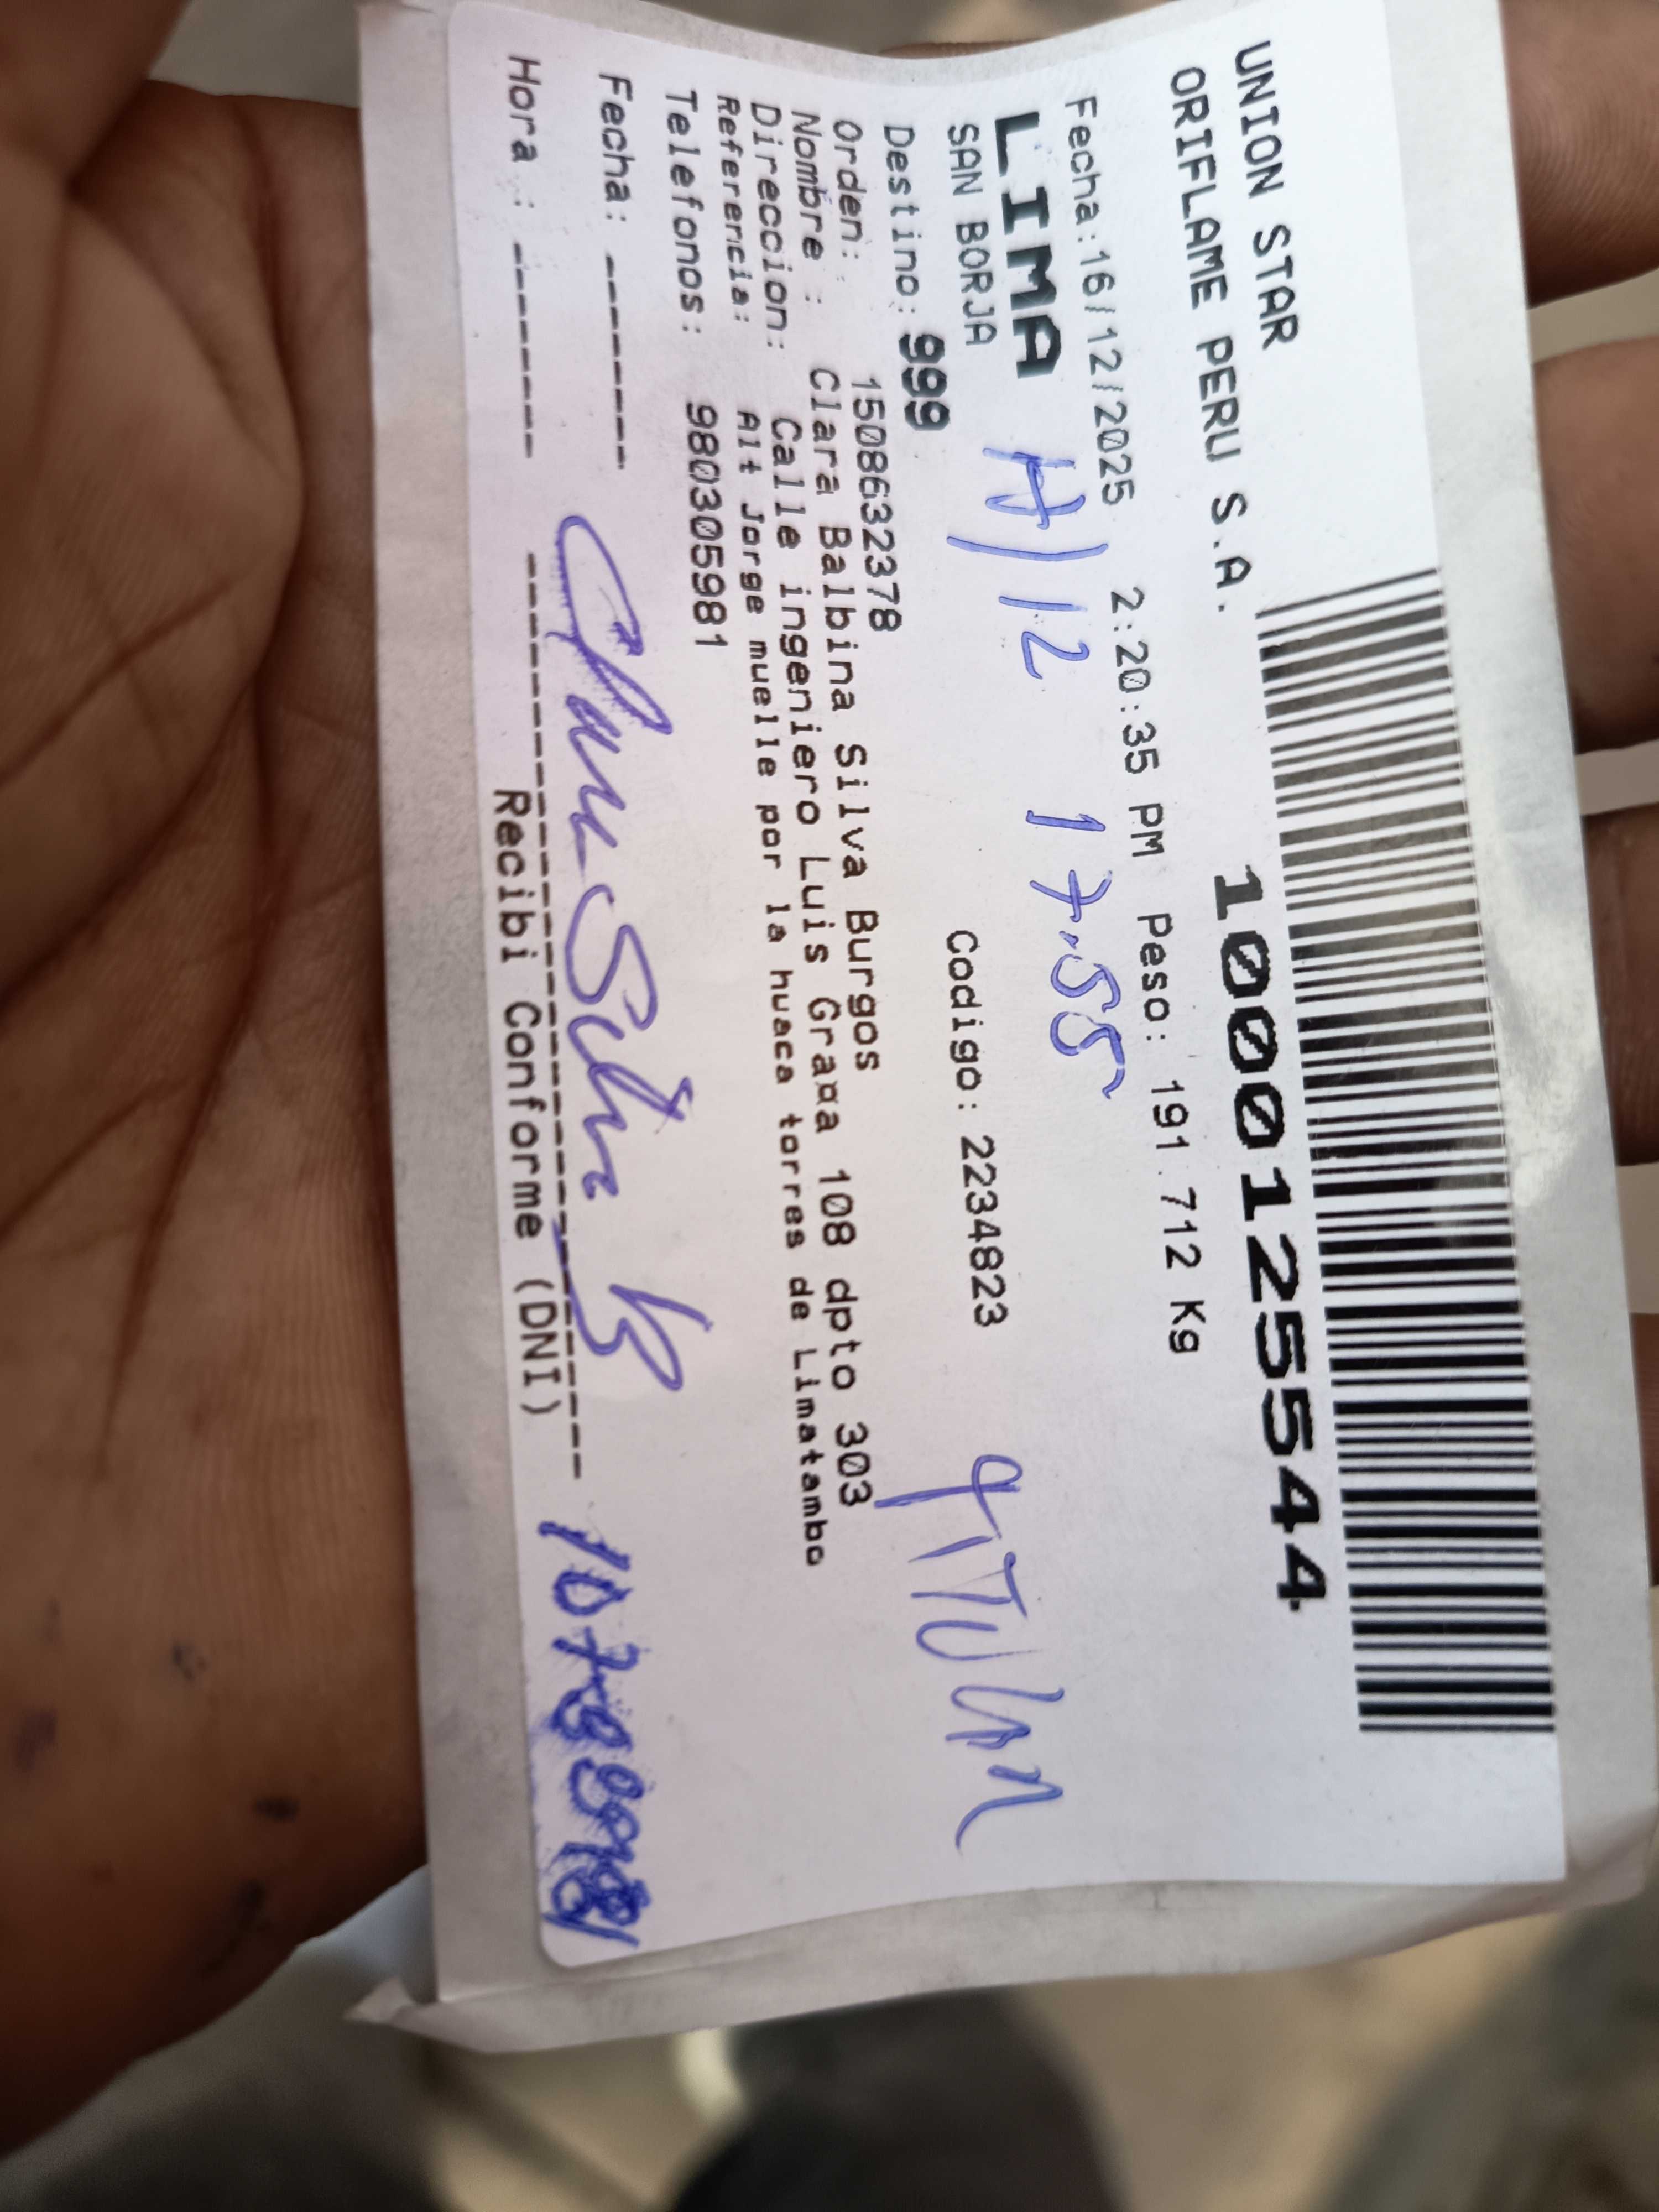 UNION STAR
ORIFLAME PERU S.A.
10001255444
Fecha:16/12/2025 2:20:35 PM Peso: 191.712 Kg
LIMA 17.55
SAN BORJA Codigo: 2234823
Destino: 999
Orden: 1508632378
Nombre : Clara Balbina Silva Burgos
Direccion: Calle ingeniero Luis Graaa 108 dpto 303
Referencia: Alt Jorge muelle por la huaca torres de Limatambo
Telefonos: 980305981
Fecha: ------
Hora : -------
Recibi Conforme (DNI)